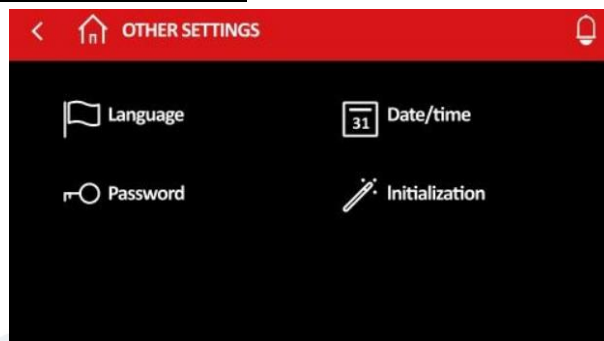 OTHER SETTINGS
Language
31
Date/time
Password
Initialization